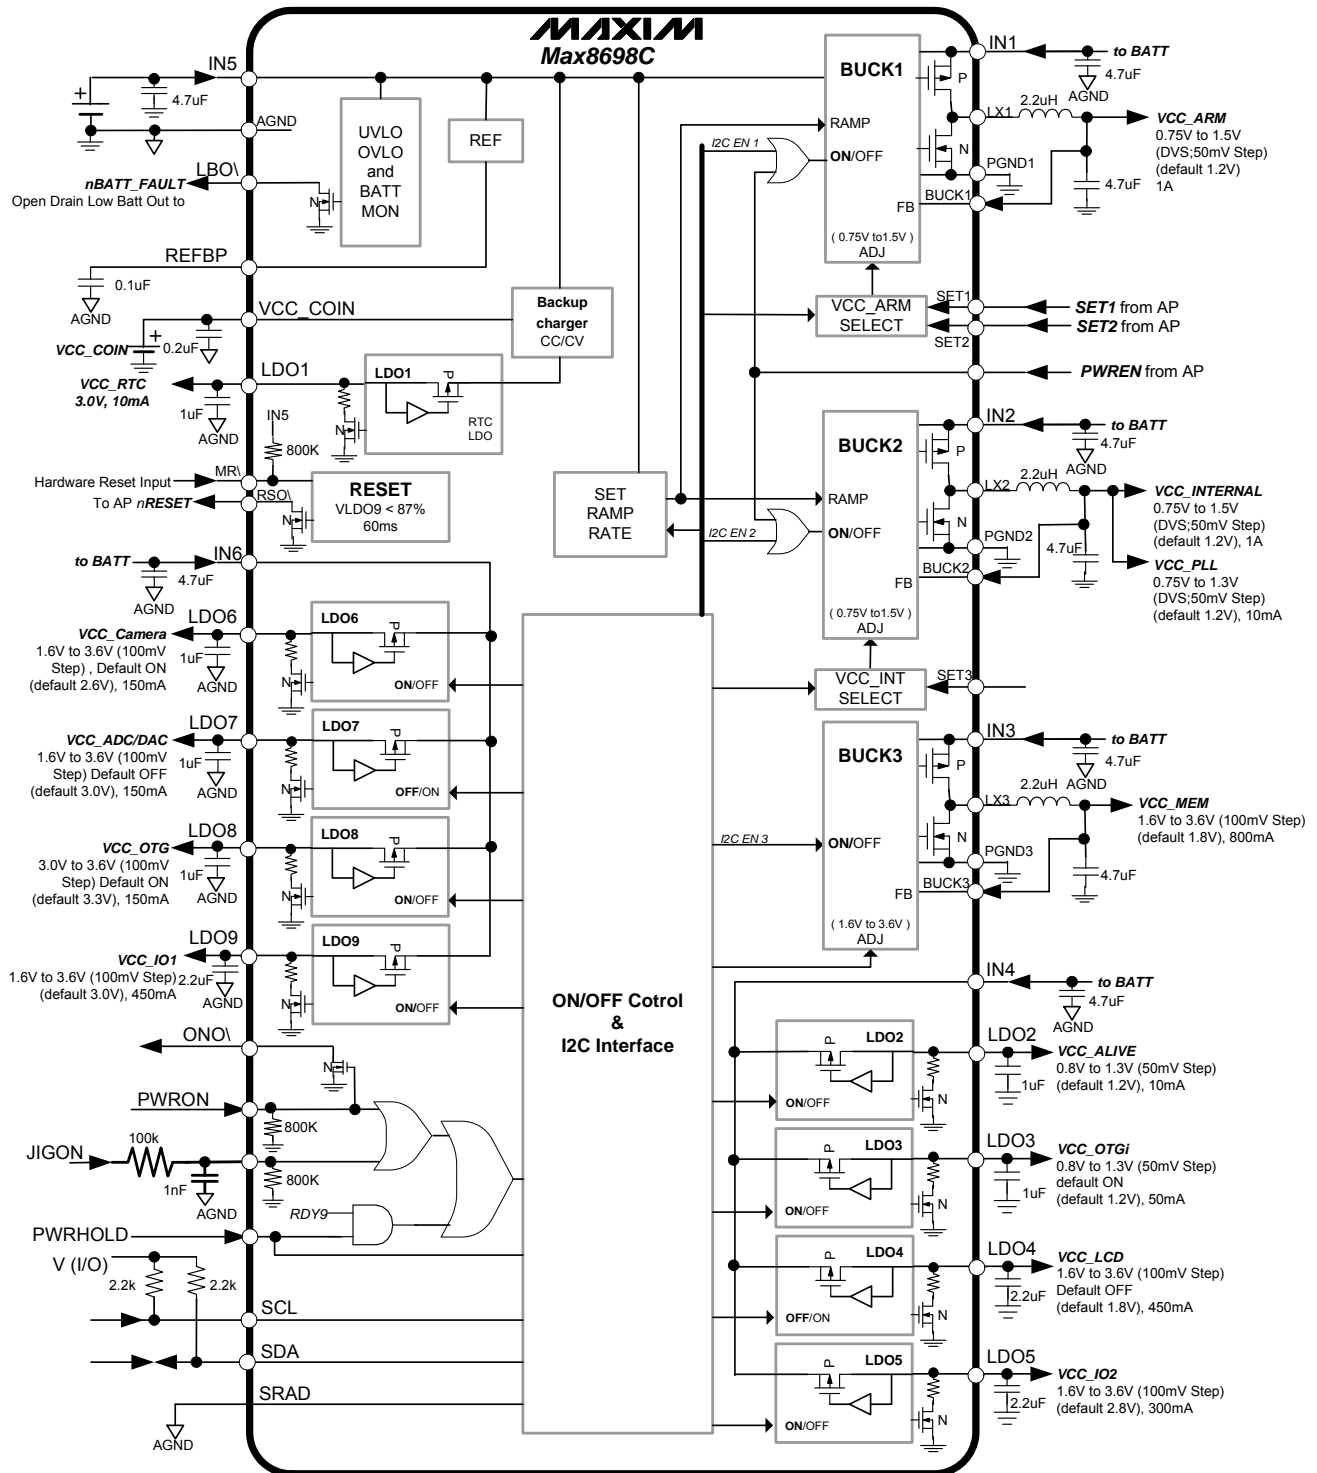 MAXIM
Max8698C
IN5
4.7uF
AGND
LBO\
nBATT_FAULT
Open Drain Low Batt Out to
N
UVLO
OVLO
and
BATT
MON
REF
REFBP
0.1uF
AGND
VCC_COIN
VCC_COIN
0.2uF
Backup
charger
CC/CV
LDO1
VCC_RTC
3.0V, 10mA
1uF
AGND
LDO1
P
N
RTC
LDO
IN5
800K
MR\
Hardware Reset Input
RSO\
To AP nRESET
N
RESET
VLDO9 < 87%
60ms
to BATT
IN6
4.7uF
AGND
LDO6
VCC_Camera
1.6V to 3.6V (100mV
Step) , Default ON
(default 2.6V), 150mA
1uF
AGND
LDO6
P
N
ON/OFF
LDO7
VCC_ADC/DAC
1.6V to 3.6V (100mV
Step) Default OFF
(default 3.0V), 150mA
1uF
AGND
LDO7
P
N
OFF/ON
LDO8
VCC_OTG
3.0V to 3.6V (100mV
Step) Default ON
(default 3.3V), 150mA
1uF
AGND
LDO8
P
N
ON/OFF
LDO9
VCC_IO1
1.6V to 3.6V (100mV Step)
(default 3.0V), 450mA
2.2uF
AGND
LDO9
P
N
ON/OFF
ONO\
N
PWRON
800K
JIGON
100k
1nF
AGND
800K
RDY9
PWRHOLD
V (I/O)
2.2k
2.2k
SCL
SDA
SRAD
AGND
SET
RAMP
RATE
ON/OFF Cotrol
&
I2C Interface
BUCK1
RAMP
I2C EN 1
ON/OFF
FB
( 0.75V to1.5V )
ADJ
P
N
IN1
to BATT
4.7uF
AGND
LX1
2.2uH
VCC_ARM
0.75V to 1.5V
(DVS;50mV Step)
(default 1.2V)
1A
PGND1
BUCK1
4.7uF
VCC_ARM
SELECT
SET1
SET1 from AP
SET2 from AP
SET2
PWREN from AP
BUCK2
RAMP
I2C EN 2
ON/OFF
FB
( 0.75V to1.5V )
ADJ
P
N
IN2
to BATT
4.7uF
AGND
LX2
2.2uH
VCC_INTERNAL
0.75V to 1.5V
(DVS;50mV Step)
(default 1.2V), 1A
PGND2
BUCK2
4.7uF
VCC_PLL
0.75V to 1.3V
(DVS;50mV Step)
(default 1.2V), 10mA
VCC_INT
SELECT
SET3
BUCK3
I2C EN 3
ON/OFF
FB
( 1.6V to 3.6V )
ADJ
P
N
IN3
to BATT
4.7uF
AGND
LX3
2.2uH
VCC_MEM
1.6V to 3.6V (100mV Step)
(default 1.8V), 800mA
PGND3
BUCK3
4.7uF
IN4
to BATT
4.7uF
AGND
LDO2
P
ON/OFF
N
LDO2
1uF
VCC_ALIVE
0.8V to 1.3V (50mV Step)
(default 1.2V), 10mA
LDO3
P
ON/OFF
N
LDO3
1uF
VCC_OTGi
0.8V to 1.3V (50mV Step)
default ON
(default 1.2V), 50mA
LDO4
P
OFF/ON
N
LDO4
2.2uF
VCC_LCD
1.6V to 3.6V (100mV Step)
Default OFF
(default 1.8V), 450mA
LDO5
P
ON/OFF
N
LDO5
2.2uF
VCC_IO2
1.6V to 3.6V (100mV Step)
(default 2.8V), 300mA